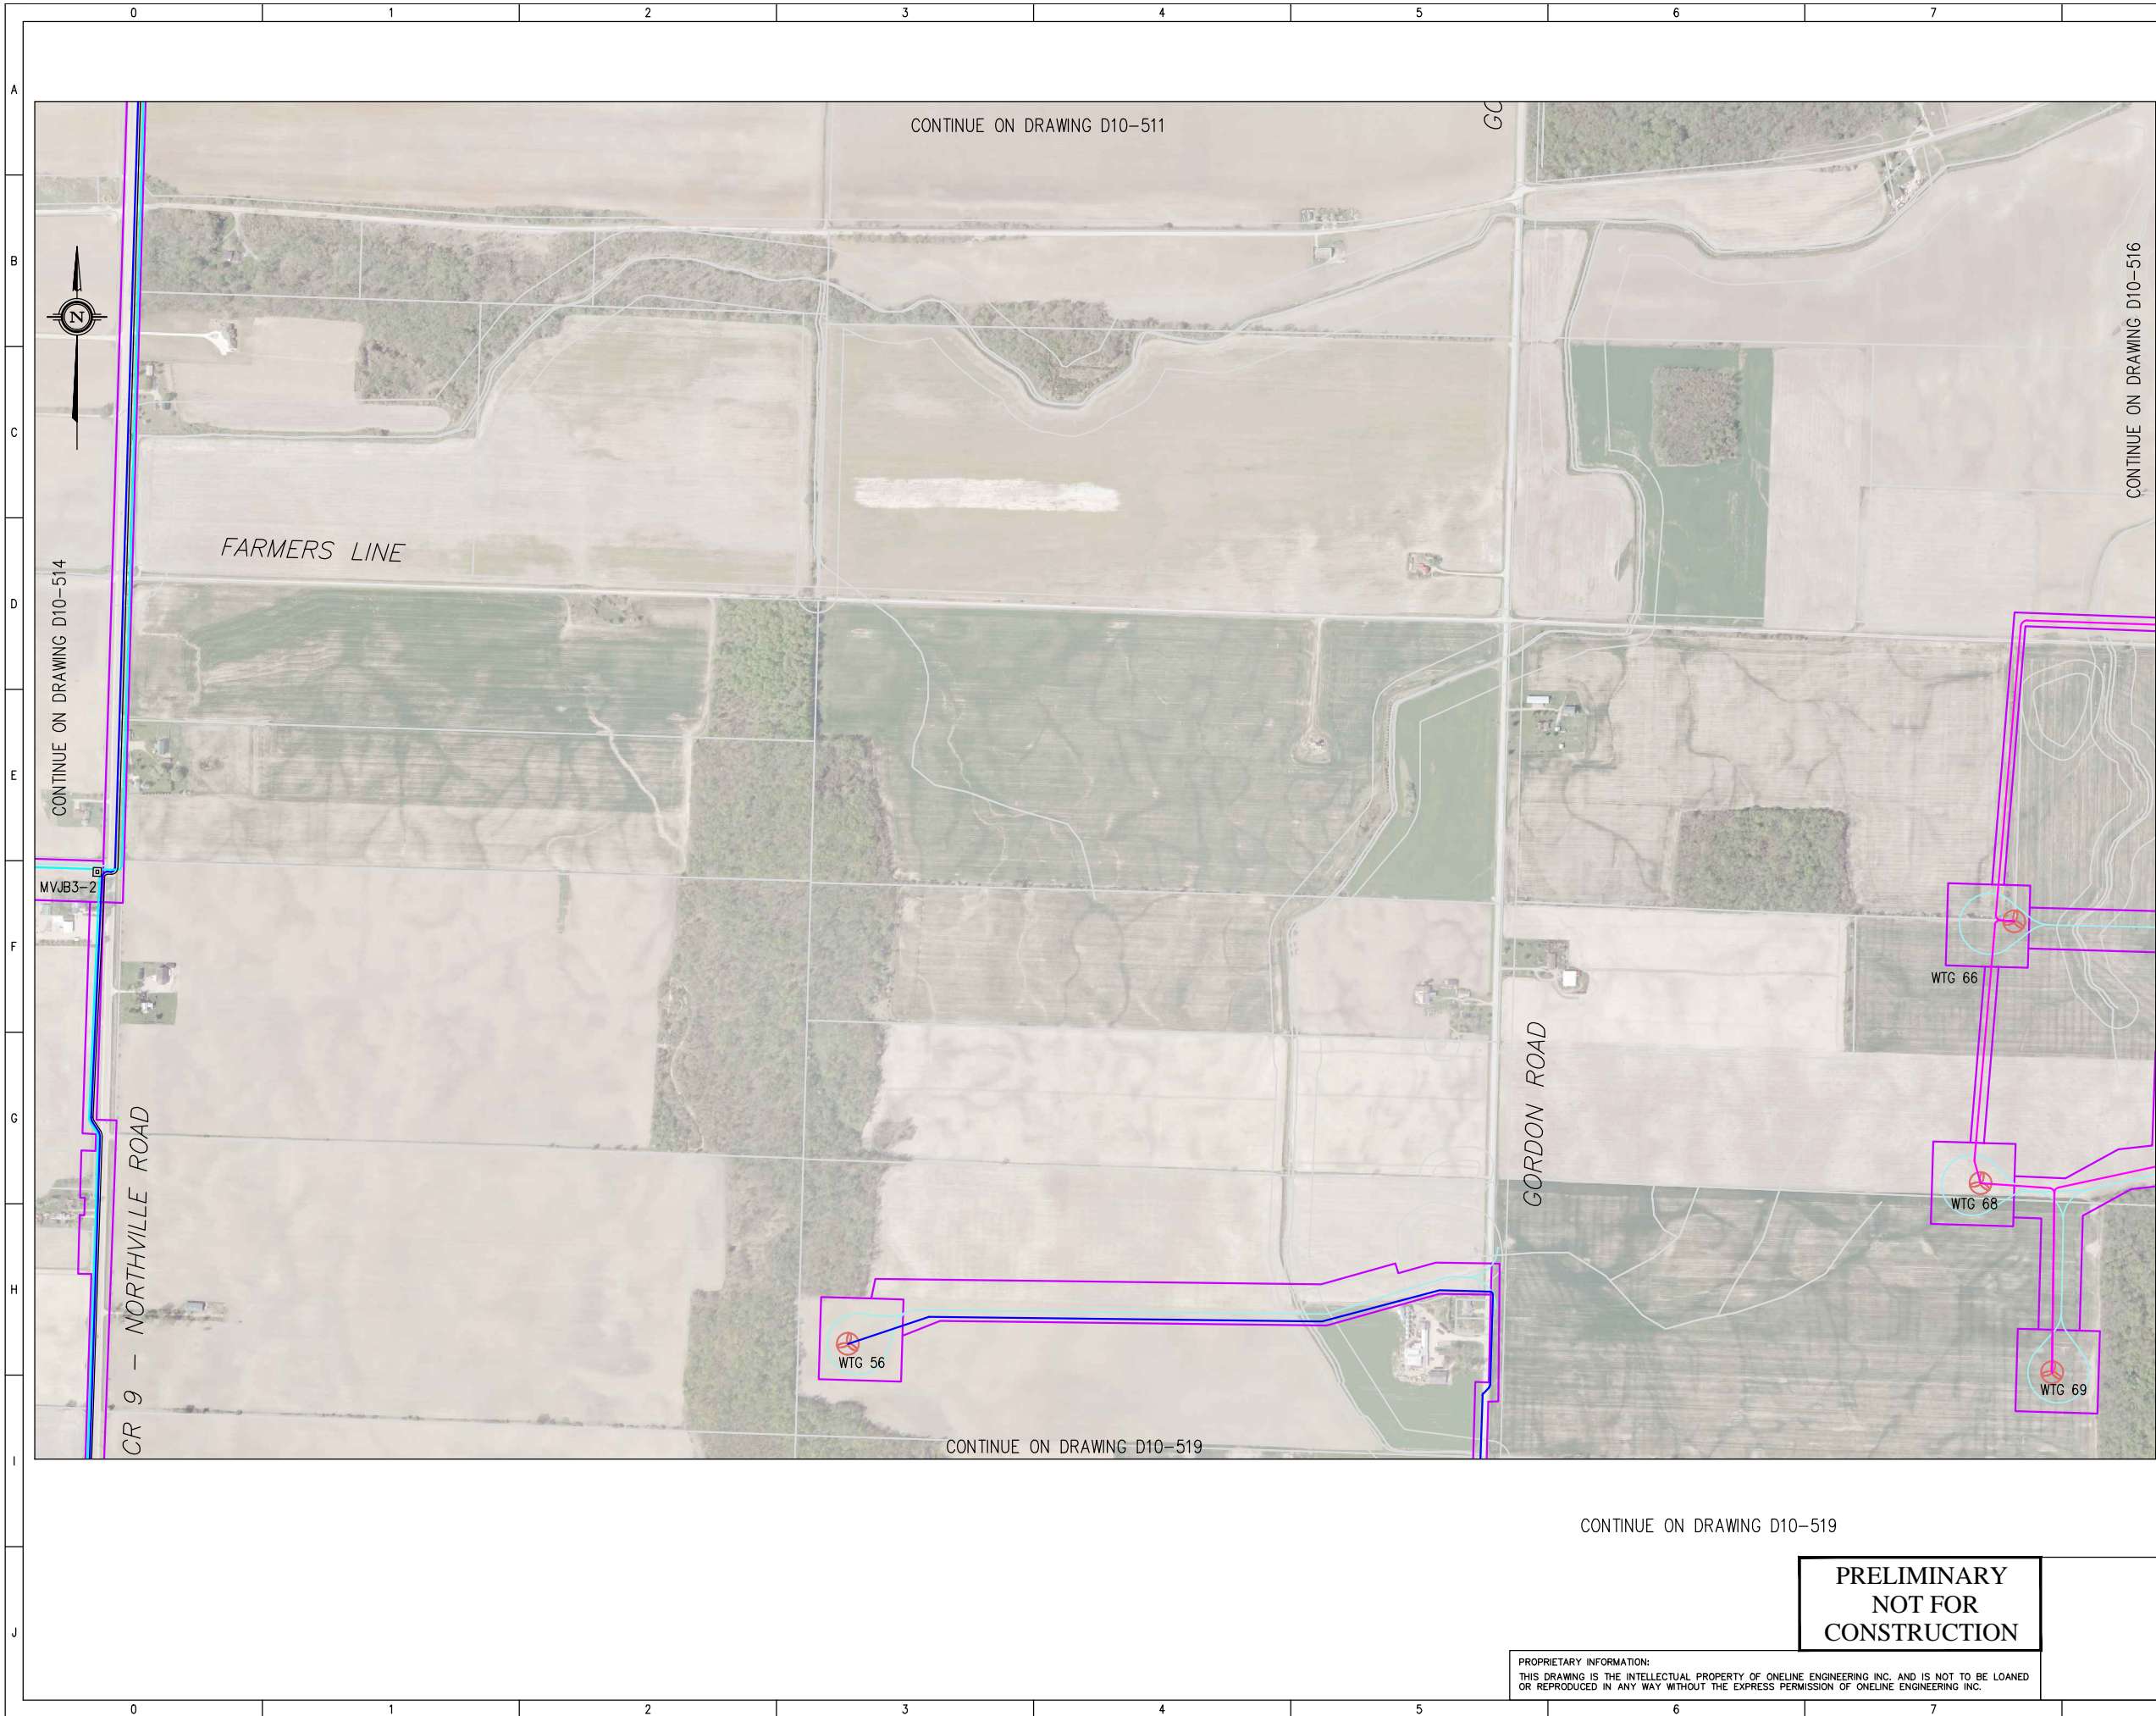 0 1 2 3 4 5 6 7
A
CONTINUE ON DRAWING D10-511
GO
B
N
CONTINUE ON DRAWING D10-516
C
FARMERS LINE
CONTINUE ON DRAWING D10-514
D
E
MVJB3-2
F
WTG 66
GORDON ROAD
G
CR 9 - NORTHVILLE ROAD
WTG 68
H
WTG 56
WTG 69
CONTINUE ON DRAWING D10-519
I
CONTINUE ON DRAWING D10-519
PRELIMINARY
NOT FOR
CONSTRUCTION
J
PROPRIETARY INFORMATION:
THIS DRAWING IS THE INTELLECTUAL PROPERTY OF ONELINE ENGINEERING INC. AND IS NOT TO BE LOANED
OR REPRODUCED IN ANY WAY WITHOUT THE EXPRESS PERMISSION OF ONELINE ENGINEERING INC.
0 1 2 3 4 5 6 7